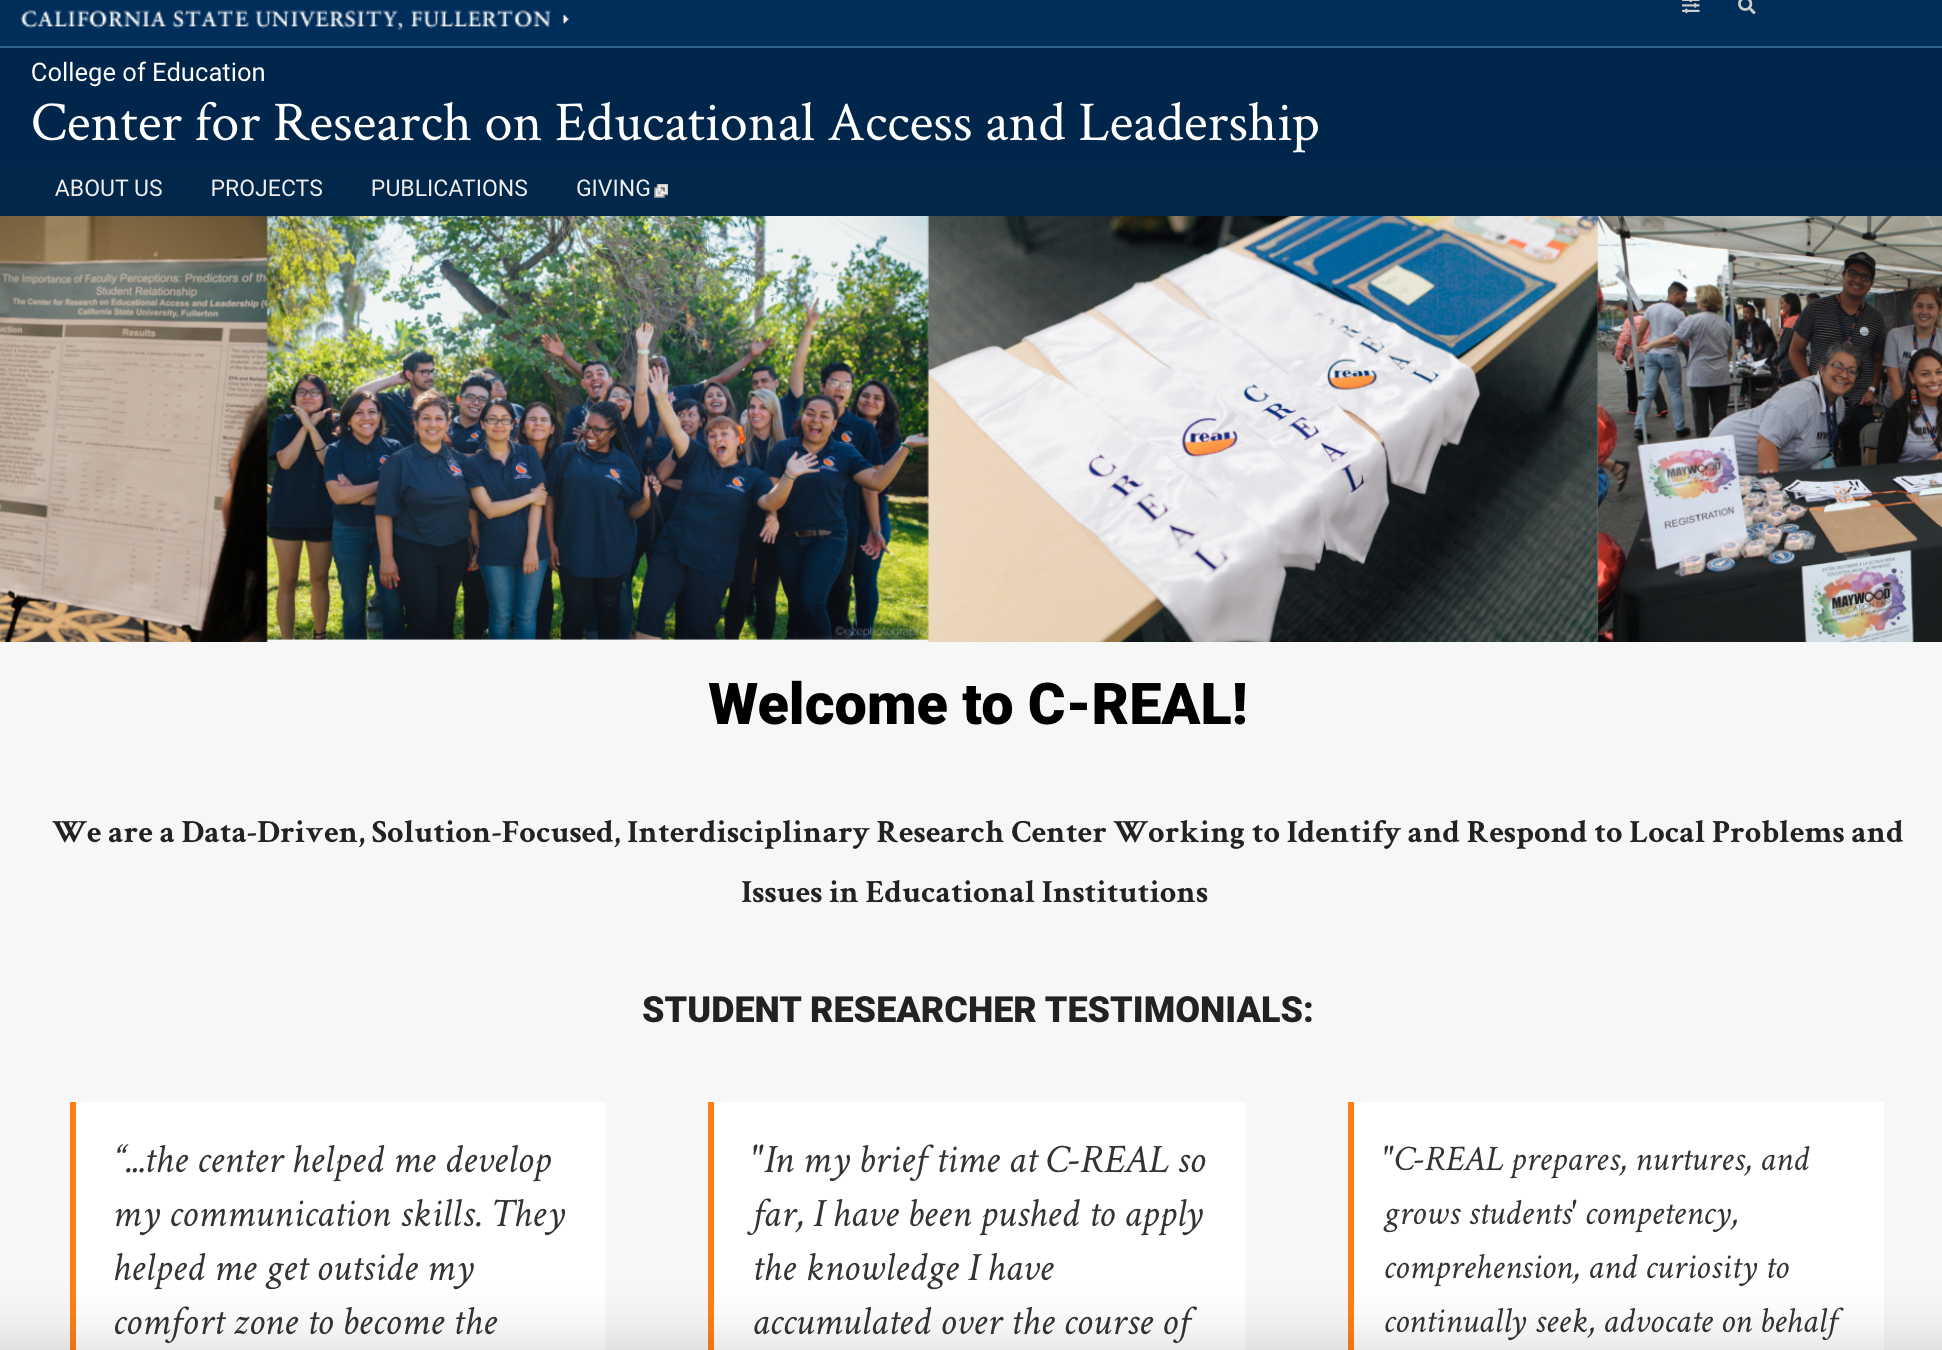 CALIFORNIA STATE UNIVERSITY, FULLERTON
College of Education
Center for Research on Educational Access and Leadership
ABOUT US PROJECTS PUBLICATIONS GIVING
The Importance of Faculty Perceptions: Predictors of th
Student Relationship
The Center for Research on Educational Access and Leadership (
California State University, Fullerton
uction
Results
C REAL
real
C REAL
real
REAL
MAYWOOD
REGISTRATION
MAYWOOD
EDUCATION FAIR
Welcome to C-REAL!
We are a Data-Driven, Solution-Focused, Interdisciplinary Research Center Working to Identify and Respond to Local Problems and
Issues in Educational Institutions
STUDENT RESEARCHER TESTIMONIALS:
“...the center helped me develop
my communication skills. They
helped me get outside my
comfort zone to become the
"In my brief time at C-REAL so
far, I have been pushed to apply
the knowledge I have
accumulated over the course of
"C-REAL prepares, nurtures, and
grows students' competency,
comprehension, and curiosity to
continually seek, advocate on behalf